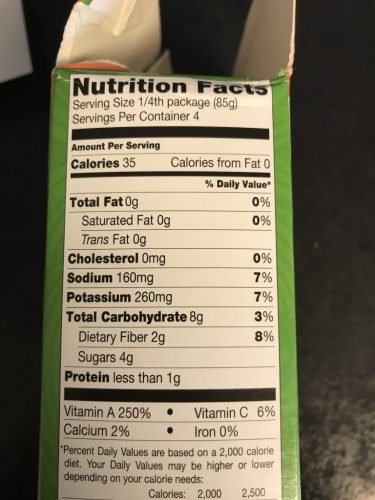 Nutrition Facts
Serving Size 1/4th package (85g)
Servings Per Container 4
Amount Per Serving
Calories 35 Calories from Fat 0
% Daily Value*
Total Fat 0g 0%
Saturated Fat 0g 0%
Trans Fat 0g
Cholesterol 0mg 0%
Sodium 160mg 7%
Potassium 260mg 7%
Total Carbohydrate 8g 3%
Dietary Fiber 2g 8%
Sugars 4g
Protein less than 1g
Vitamin A 250% • Vitamin C 6%
Calcium 2% • Iron 0%
*Percent Daily Values are based on a 2,000 calorie
diet. Your Daily Values may be higher or lower
depending on your calorie needs:
Calories: 2,000 2,500